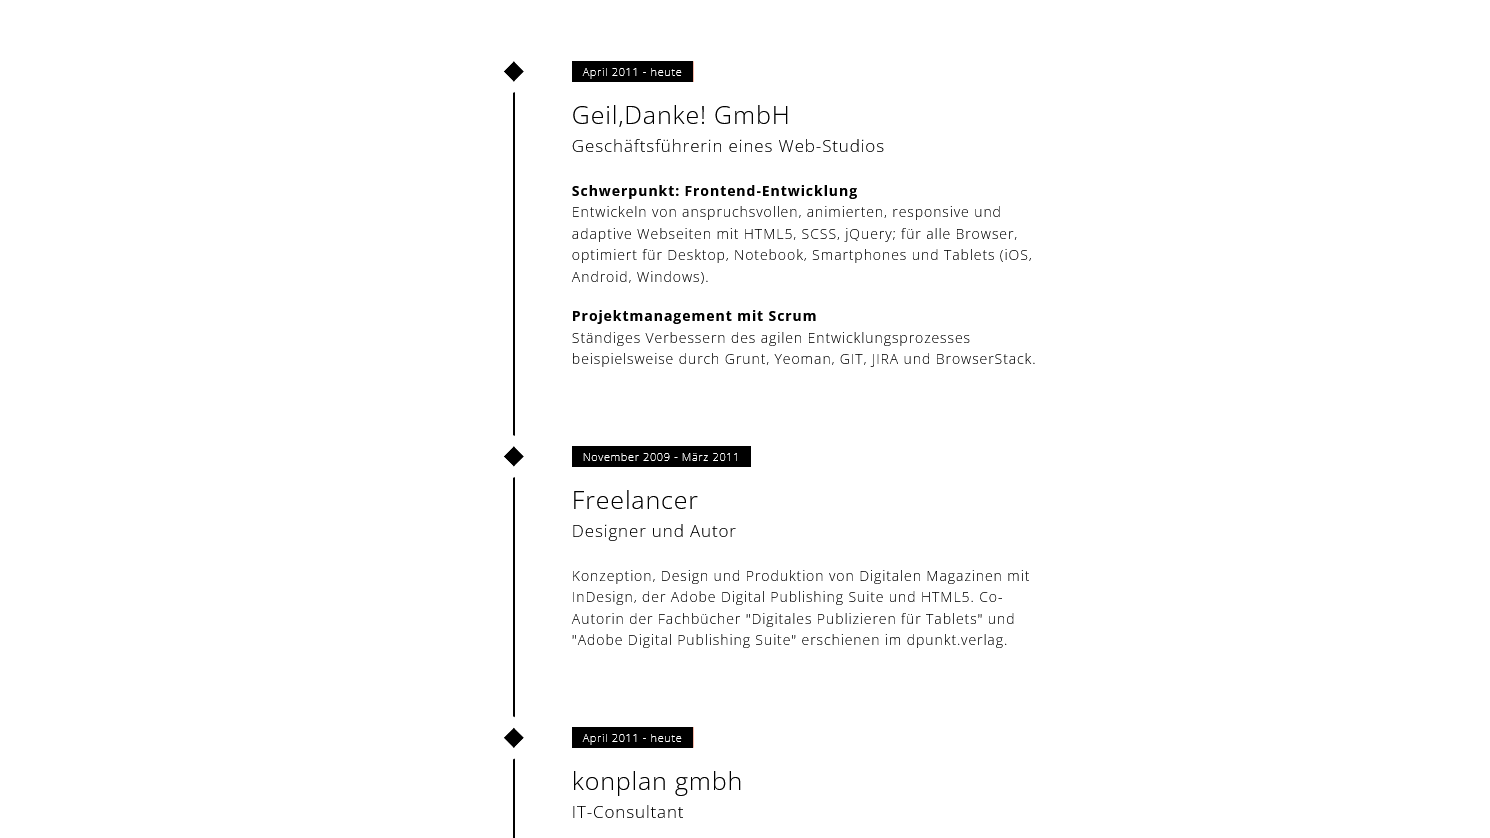 April 2011 - heute
Geil,Danke! GmbH
Geschäftsführerin eines Web-Studios
Schwerpunkt: Frontend-Entwicklung
Entwickeln von anspruchsvollen, animierten, responsive und
adaptive Webseiten mit HTML5, SCSS, jQuery; für alle Browser,
optimiert für Desktop, Notebook, Smartphones und Tablets (iOS,
Android, Windows).
Projektmanagement mit Scrum
Ständiges Verbessern des agilen Entwicklungsprozesses
beispielsweise durch Grunt, Yeoman, GIT, JIRA und BrowserStack.
November 2009 - März 2011
Freelancer
Designer und Autor
Konzeption, Design und Produktion von Digitalen Magazinen mit
InDesign, der Adobe Digital Publishing Suite und HTML5. Co-
Autorin der Fachbücher "Digitales Publizieren für Tablets" und
"Adobe Digital Publishing Suite" erschienen im dpunkt.verlag.
April 2011 - heute
konplan gmbh
IT-Consultant